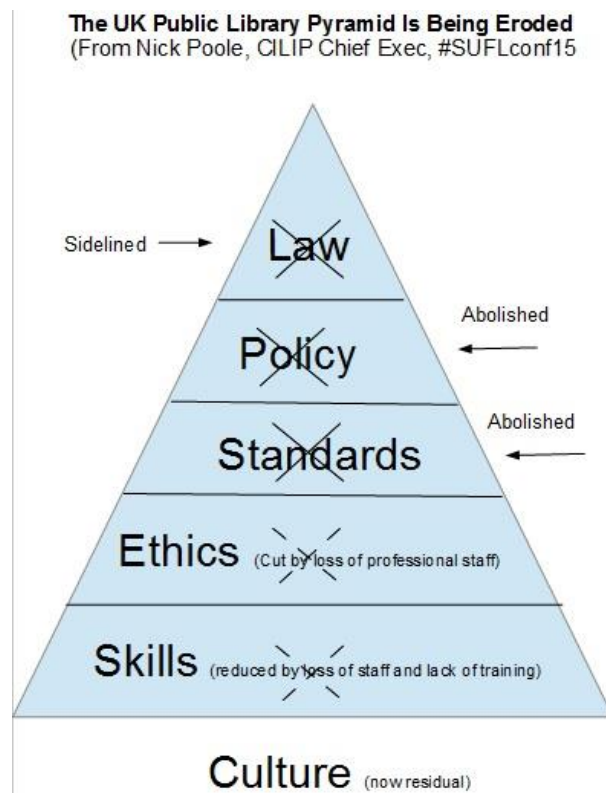 The UK Public Library Pyramid Is Being Eroded
(From Nick Poole, CILIP Chief Exec, #SUFLconf15
Sidelined
Law
Abolished
Policy
Abolished
Standards
Ethics (Cut by loss of professional staff)
Skills (reduced by loss of staff and lack of training)
Culture (now residual)